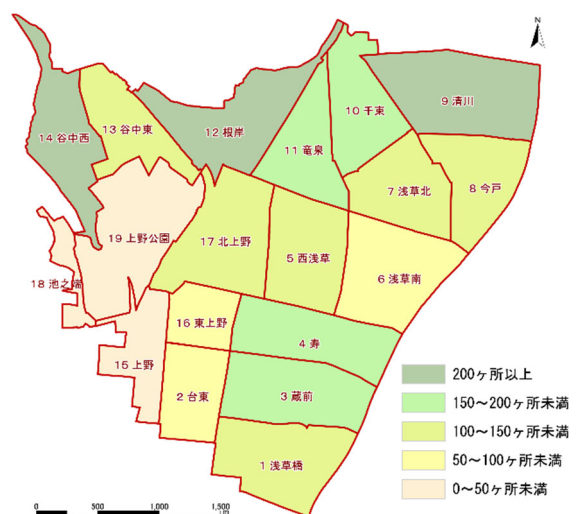 N
9 清川
10 千束
12 根岸
14 谷中西
13 谷中東
11 竜泉
7 浅草北
8 今戸
19 上野公園
17 北上野
5 西浅草
6 浅草南
18 池之端
16 東上野
4 寿
15 上野
2 台東
3 蔵前
1 浅草橋
200ヶ所以上
150～200ヶ所未満
100～150ヶ所未満
50～100ヶ所未満
0～50ヶ所未満
0 500 1,000 1,500